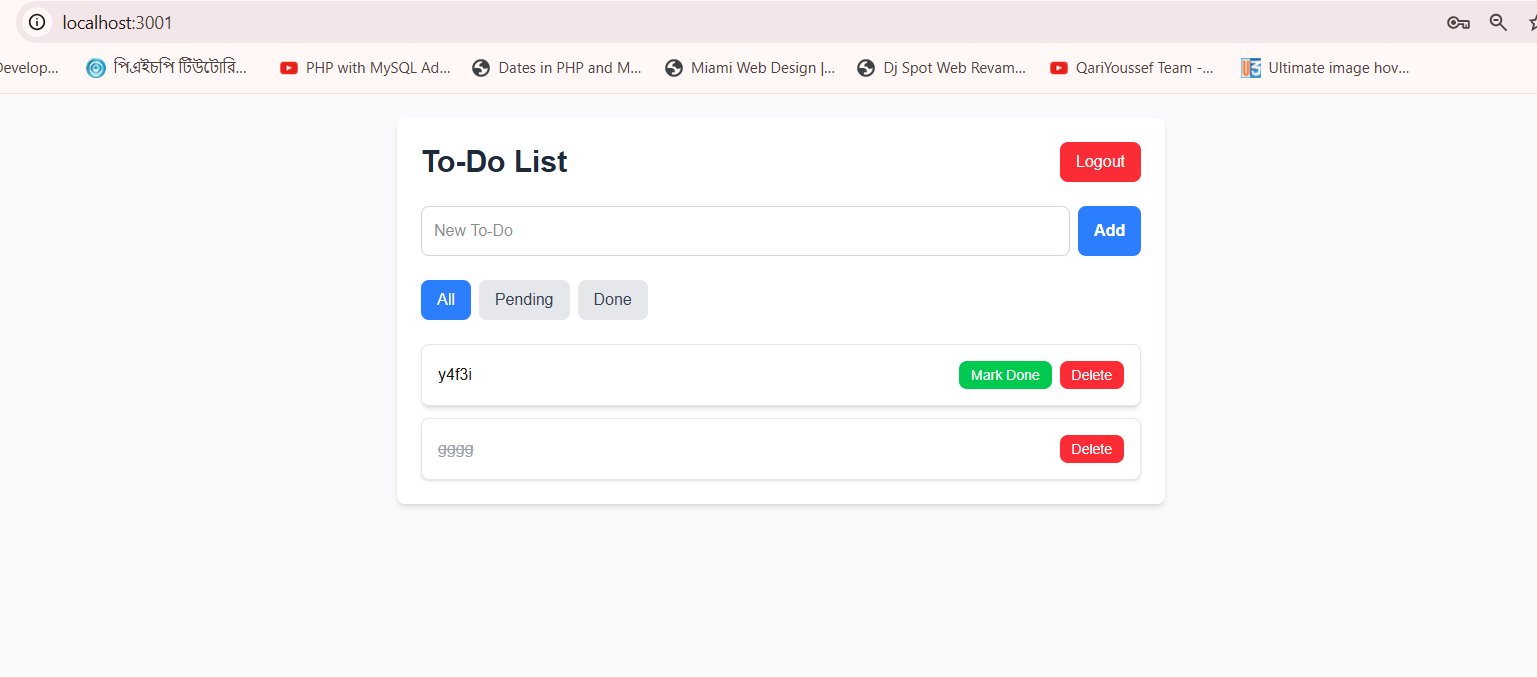 localhost:3001
Develop...
পিএইচপি টিউটোরি...
PHP with MySQL Ad...
Dates in PHP and M...
Miami Web Design |...
Dj Spot Web Revam...
QariYoussef Team -...
Ultimate image hov...
To-Do List
Logout
New To-Do
Add
All
Pending
Done
y4f3i
Mark Done
Delete
gggg
Delete